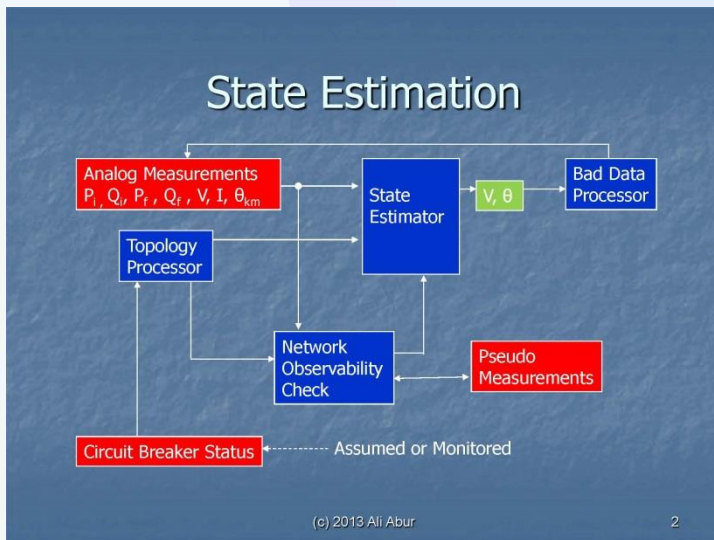 State Estimation
Analog Measurements
Pi , Qi, Pf , Qf , V, I, θkm
State
Estimator
V, θ
Bad Data
Processor
Topology
Processor
Network
Observability
Check
Pseudo
Measurements
Circuit Breaker Status
Assumed or Monitored
(c) 2013 Ali Abur
2